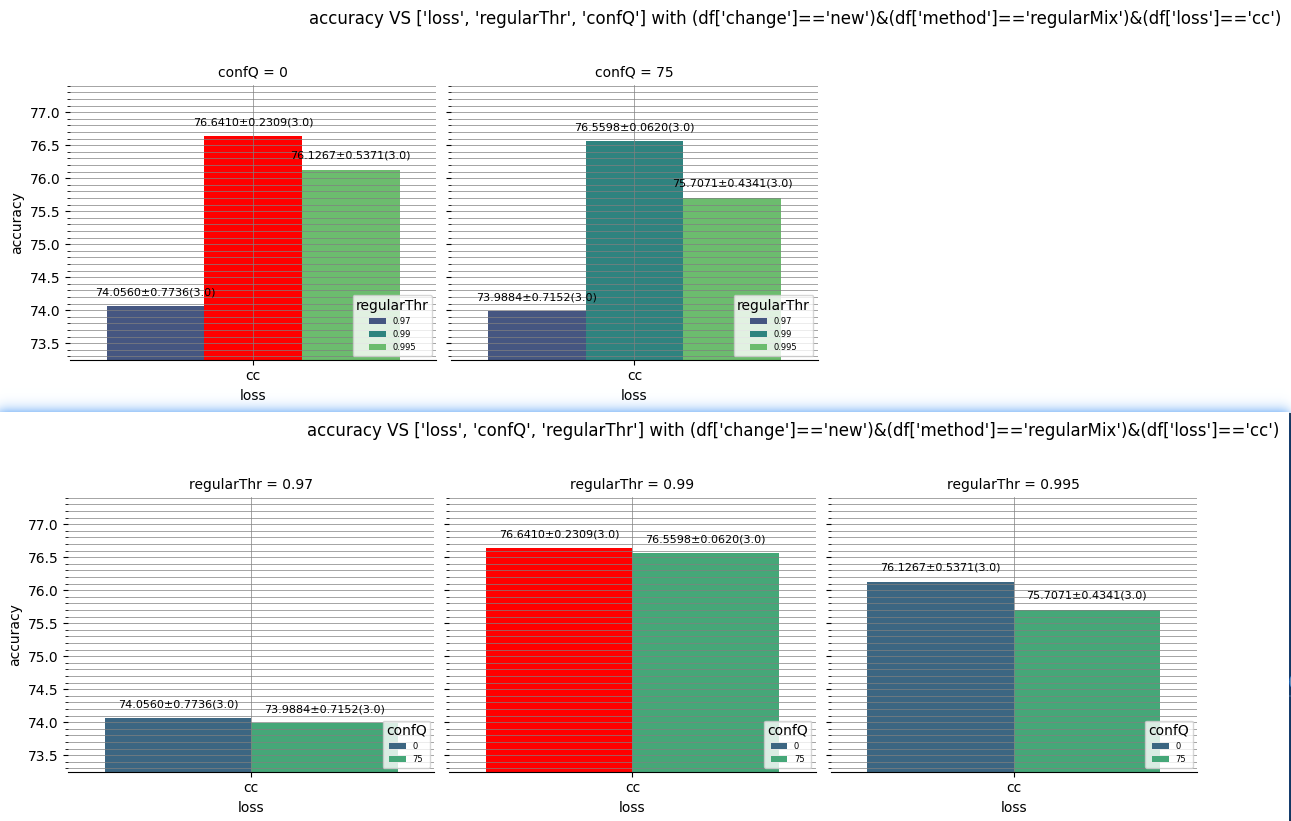 accuracy VS ['loss', 'regularThr', 'confQ'] with (df['change']=='new')&(df['method']=='regularMix')&(df['loss']=='cc')
confQ = 0
confQ = 75
accuracy
77.0
76.5
76.0
75.5
75.0
74.5
74.0
73.5
74.0560±0.7736(3.0)
76.6410±0.2309(3.0)
76.1267±0.5371(3.0)
regularThr
0.97
0.99
0.995
cc
loss
73.9884±0.7152(3.0)
76.5598±0.0620(3.0)
75.7071±0.4341(3.0)
regularThr
0.97
0.99
0.995
cc
loss
accuracy VS ['loss', 'confQ', 'regularThr'] with (df['change']=='new')&(df['method']=='regularMix')&(df['loss']=='cc')
regularThr = 0.97
regularThr = 0.99
regularThr = 0.995
accuracy
77.0
76.5
76.0
75.5
75.0
74.5
74.0
73.5
74.0560±0.7736(3.0)
73.9884±0.7152(3.0)
confQ
0
75
cc
loss
76.6410±0.2309(3.0)
76.5598±0.0620(3.0)
confQ
0
75
cc
loss
76.1267±0.5371(3.0)
75.7071±0.4341(3.0)
confQ
0
75
cc
loss